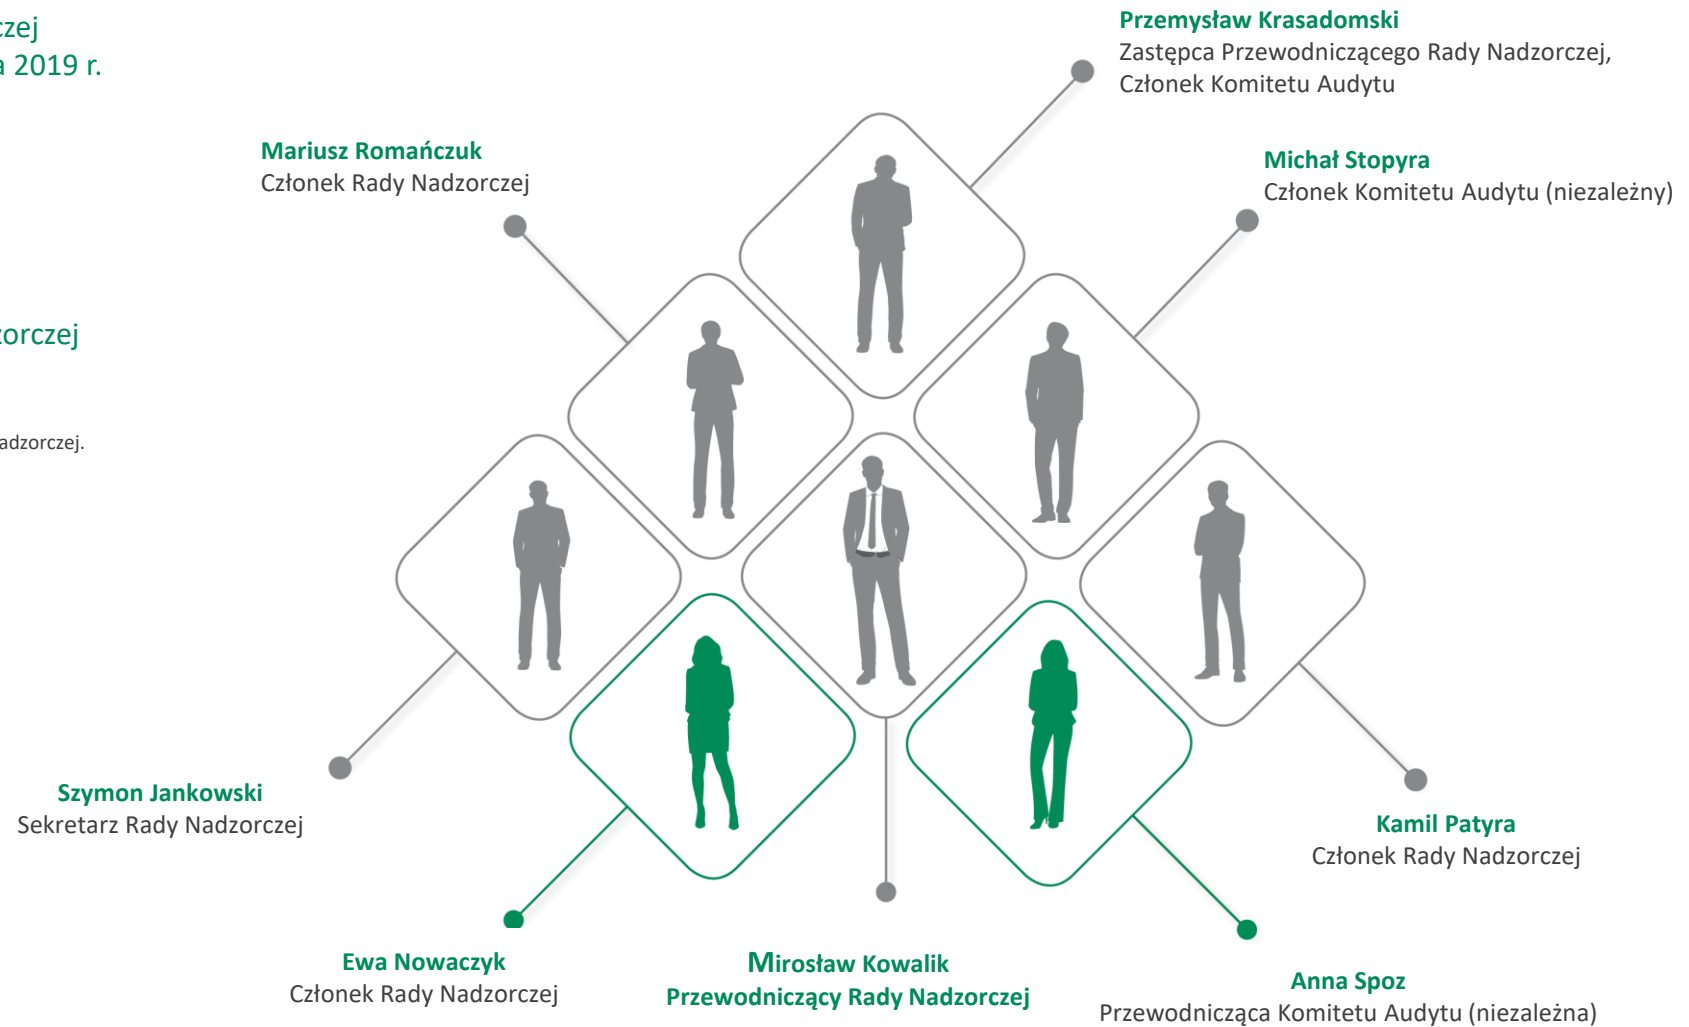 czej
a 2019 r.
zorczej
adzorczej.
Przemysław Krasadomski
Zastępca Przewodniczącego Rady Nadzorczej,
Członek Komitetu Audytu
Mariusz Romańczuk
Członek Rady Nadzorczej
Michał Stopyra
Członek Komitetu Audytu (niezależny)
Szymon Jankowski
Sekretarz Rady Nadzorczej
Kamil Patyra
Członek Rady Nadzorczej
Ewa Nowaczyk
Członek Rady Nadzorczej
Mirosław Kowalik
Przewodniczący Rady Nadzorczej
Anna Spoz
Przewodnicząca Komitetu Audytu (niezależna)